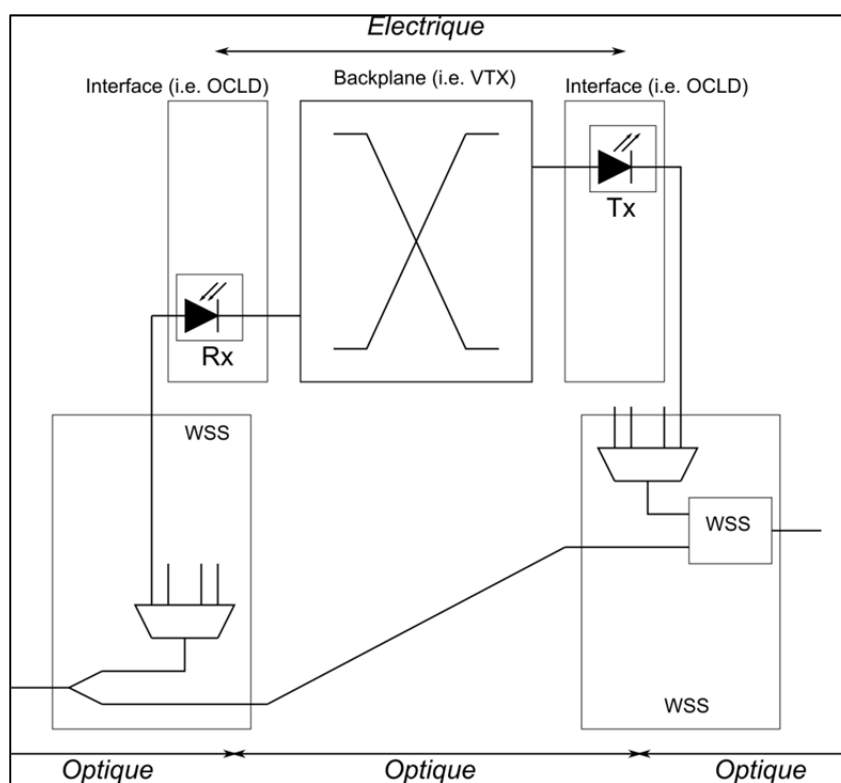 Electrique
Interface (i.e. OCLD)
Backplane (i.e. VTX)
Interface (i.e. OCLD)
Tx
Rx
WSS
WSS
WSS
Optique
Optique
Optique